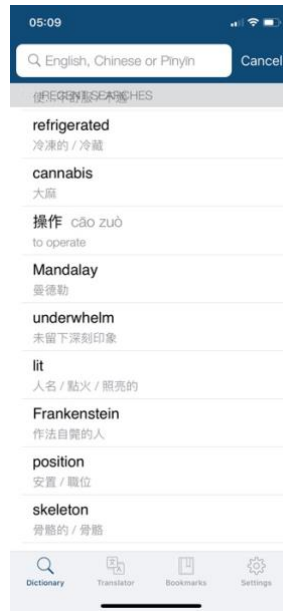 05:09
English, Chinese or Pīnyīn
Cancel
RECENT SEARCHES
refrigerated
冷凍的 / 冷藏
cannabis
大麻
操作 cāo zuò
to operate
Mandalay
曼德勒
underwhelm
未留下深刻印象
lit
人名 / 點火 / 照亮的
Frankenstein
作法自斃的人
position
安置 / 職位
skeleton
骨骼的 / 骨骼
Dictionary
Translator
Bookmarks
Settings